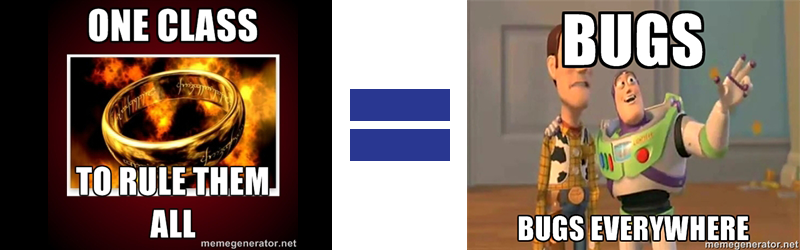 ONE CLASS
TO RULE THEM
ALL
memegenerator.net
BUGS
BUGS EVERYWHERE
memegenerator.net